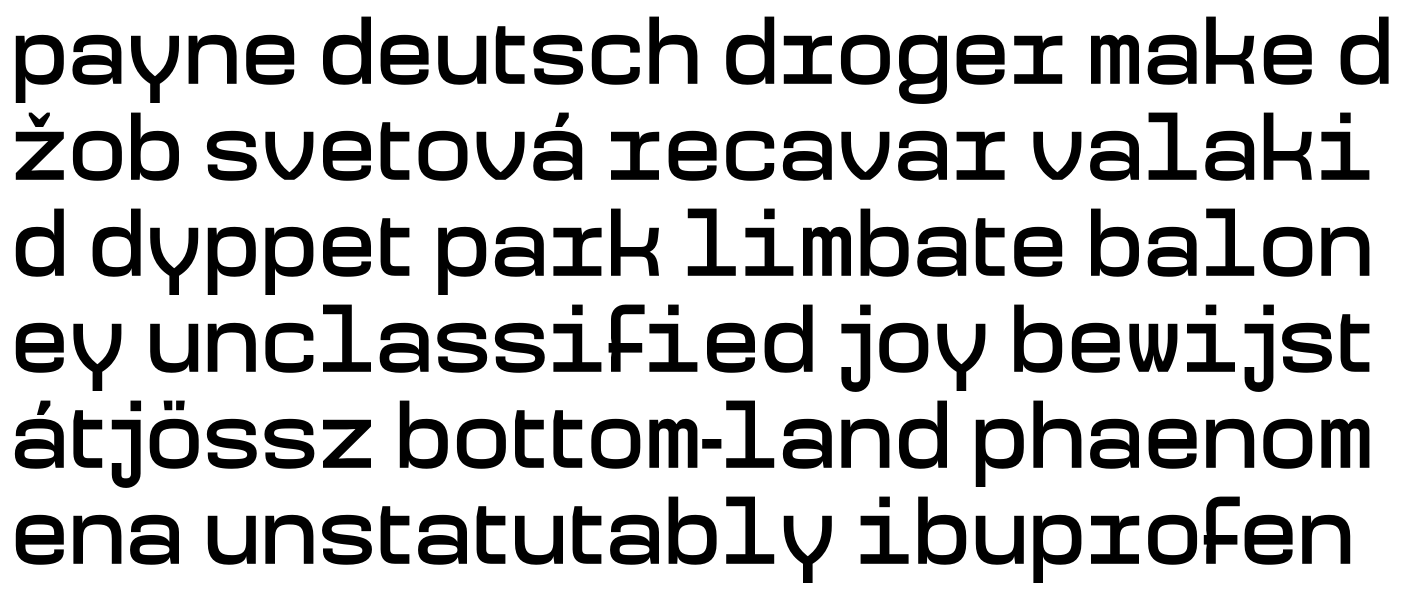 payne deutsch droger make d
žob svetová recavar valaki
d dyppet park limbate balon
ey unclassified joy bewijst
átjössz bottom-land phaenom
ena unstatutably ibuprofen